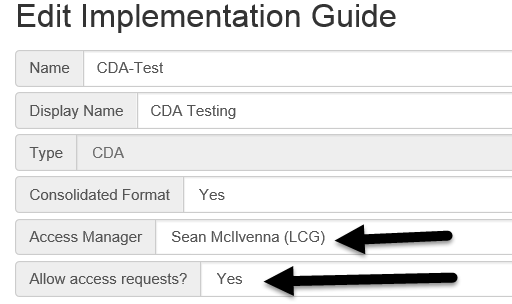 Edit Implementation Guide
Name CDA-Test
Display Name CDA Testing
Type CDA
Consolidated Format Yes
Access Manager Sean McIlvenna (LCG)
Allow access requests? Yes